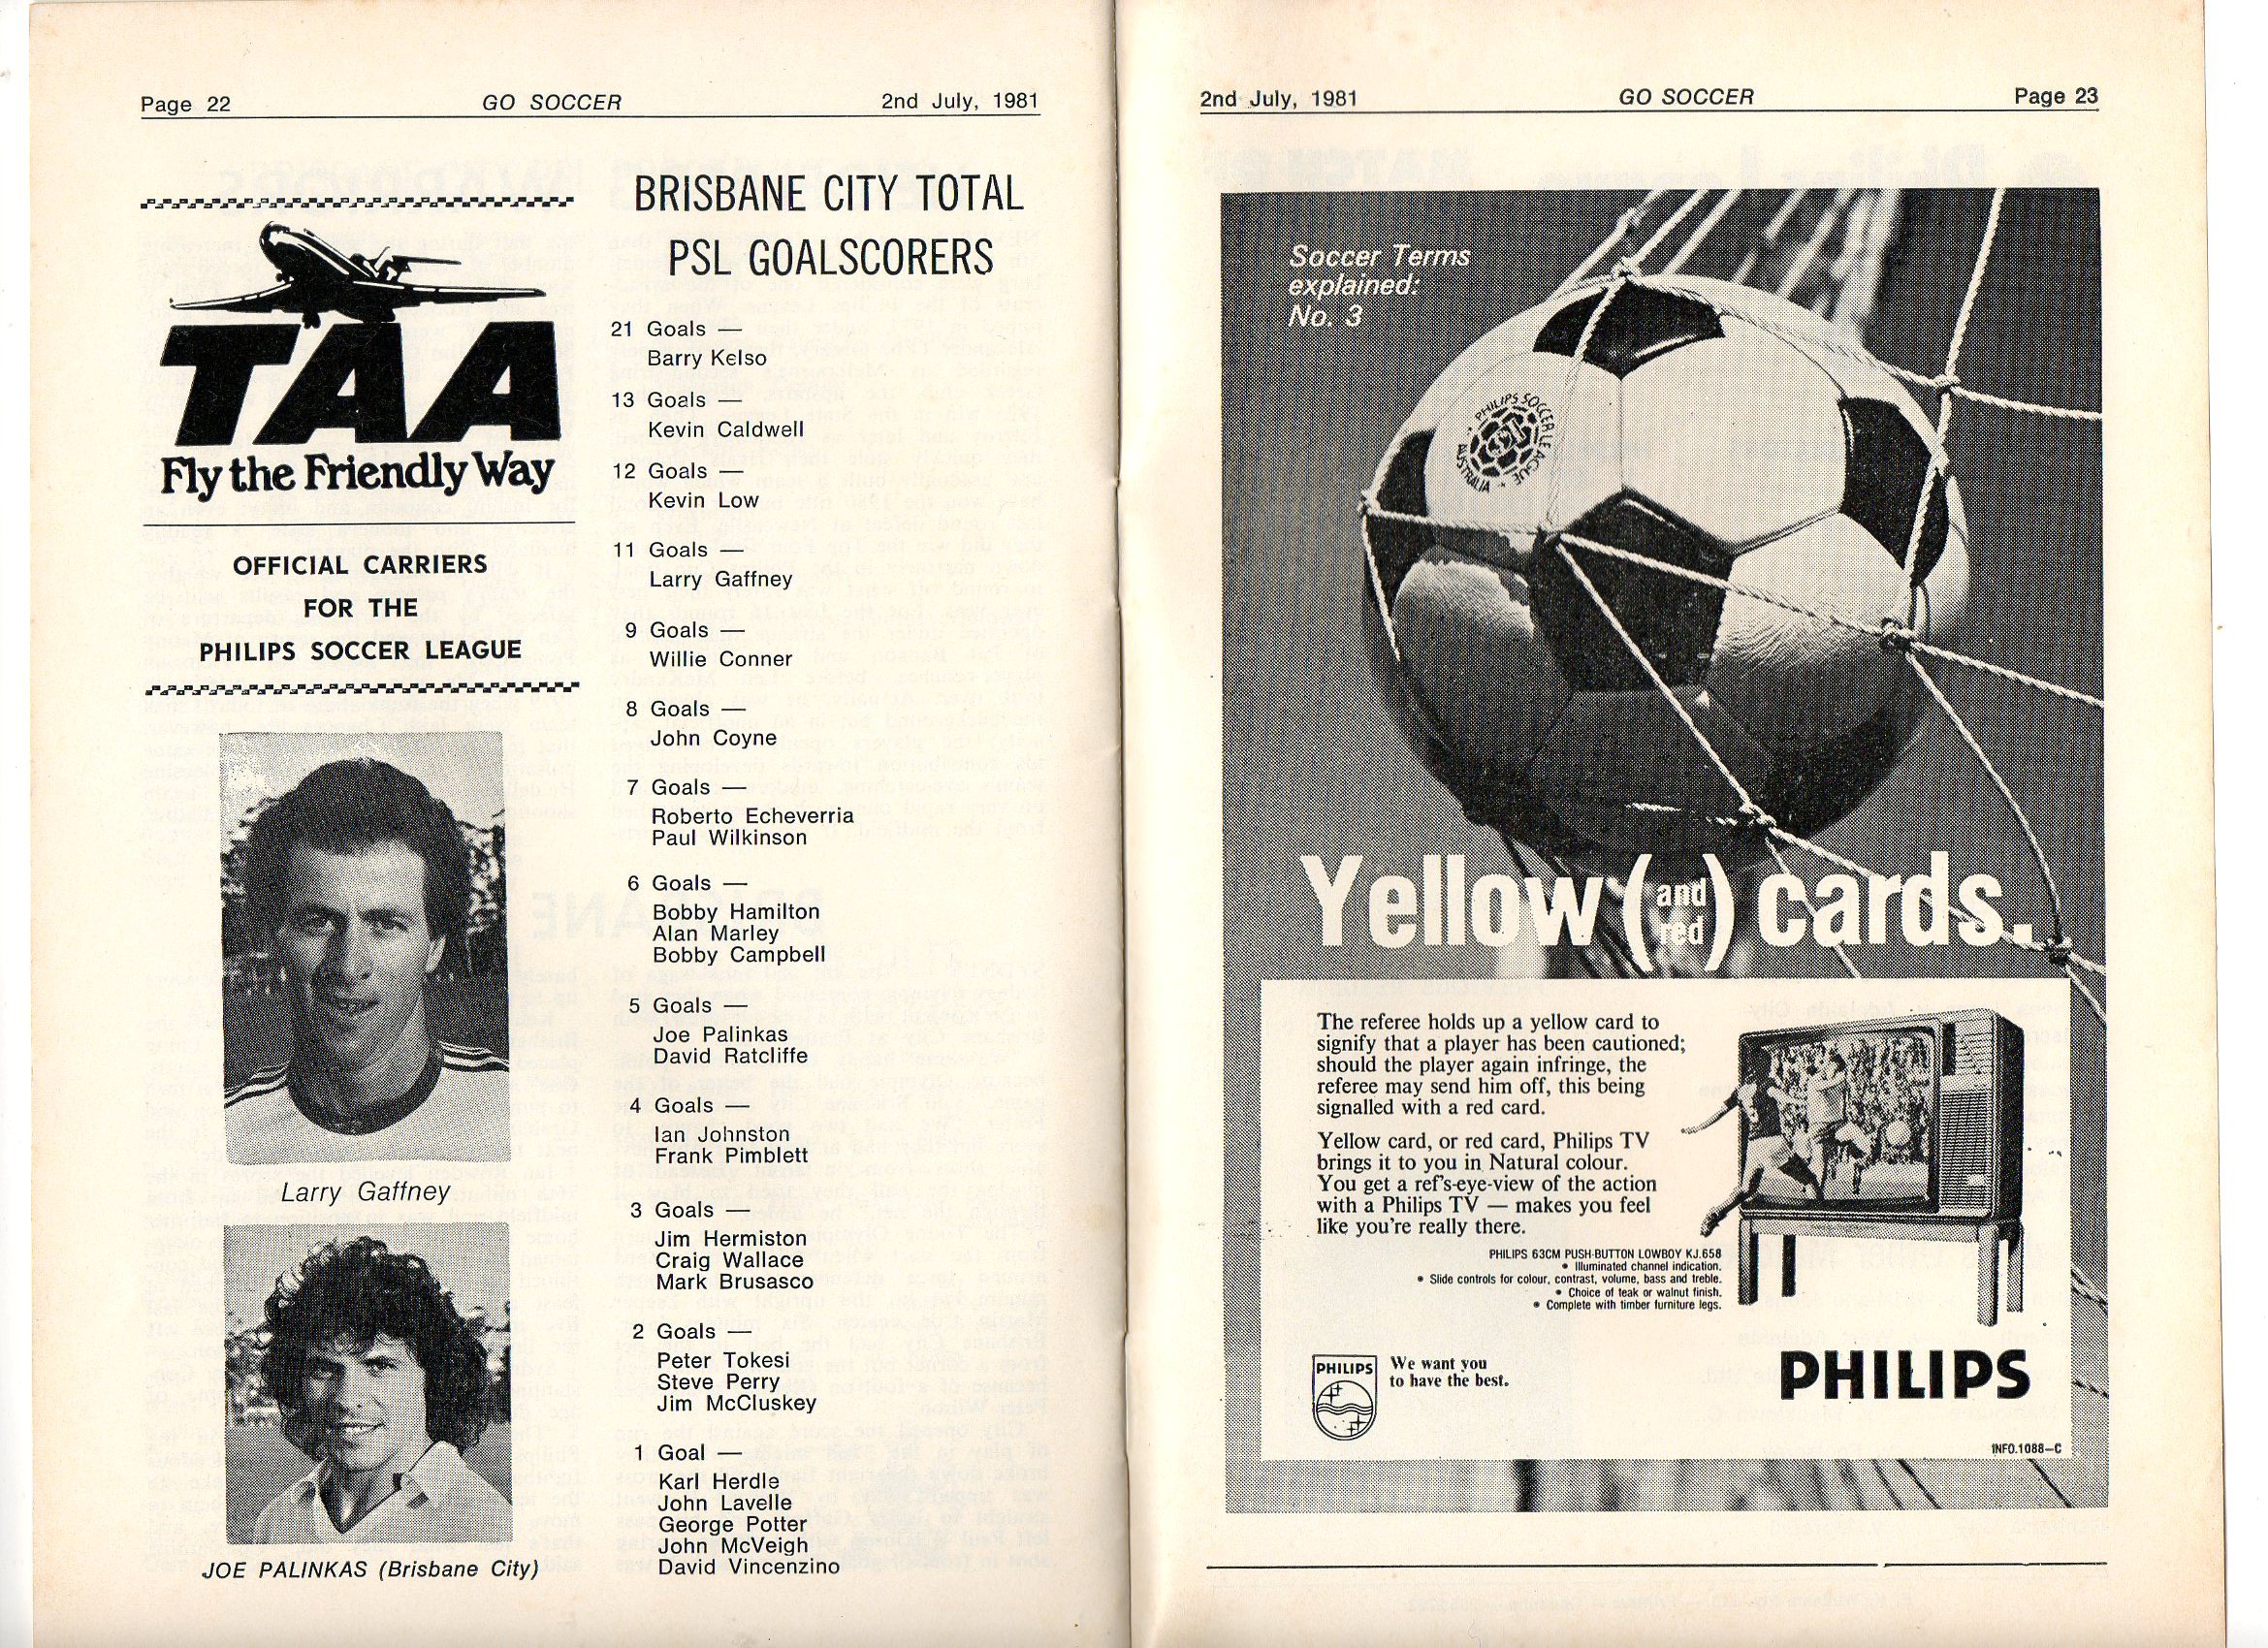 Page 22 GO SOCCER 2nd July, 1981
TAA
Fly the Friendly Way
OFFICIAL CARRIERS
FOR THE
PHILIPS SOCCER LEAGUE
Larry Gaffney
JOE PALINKAS (Brisbane City)
BRISBANE CITY TOTAL
PSL GOALSCORERS
21 Goals —
Barry Kelso
13 Goals —
Kevin Caldwell
12 Goals —
Kevin Low
11 Goals —
Larry Gaffney
9 Goals —
Willie Conner
8 Goals —
John Coyne
7 Goals —
Roberto Echeverria
Paul Wilkinson
6 Goals —
Bobby Hamilton
Alan Marley
Bobby Campbell
5 Goals —
Joe Palinkas
David Ratcliffe
4 Goals —
Ian Johnston
Frank Pimblett
3 Goals —
Jim Hermiston
Craig Wallace
Mark Brusasco
2 Goals —
Peter Tokesi
Steve Perry
Jim McCluskey
1 Goal —
Karl Herdle
John Lavelle
George Potter
John McVeigh
David Vincenzino
2nd July, 1981 GO SOCCER Page 23
Soccer Terms
explained:
No. 3
PHILIPS SOCCER LEAGUE
AUSTRALIA
Yellow (and red) cards.
The referee holds up a yellow card to
signify that a player has been cautioned;
should the player again infringe, the
referee may send him off, this being
signalled with a red card.
Yellow card, or red card, Philips TV
brings it to you in Natural colour.
You get a ref's-eye-view of the action
with a Philips TV — makes you feel
like you're really there.
PHILIPS 63CM PUSH-BUTTON LOWBOY KJ.658
• Illuminated channel indication.
• Slide controls for colour, contrast, volume, bass and treble.
• Choice of teak or walnut finish.
• Complete with timber furniture legs.
PHILIPS
We want you
to have the best.
PHILIPS
INFO.1088–C